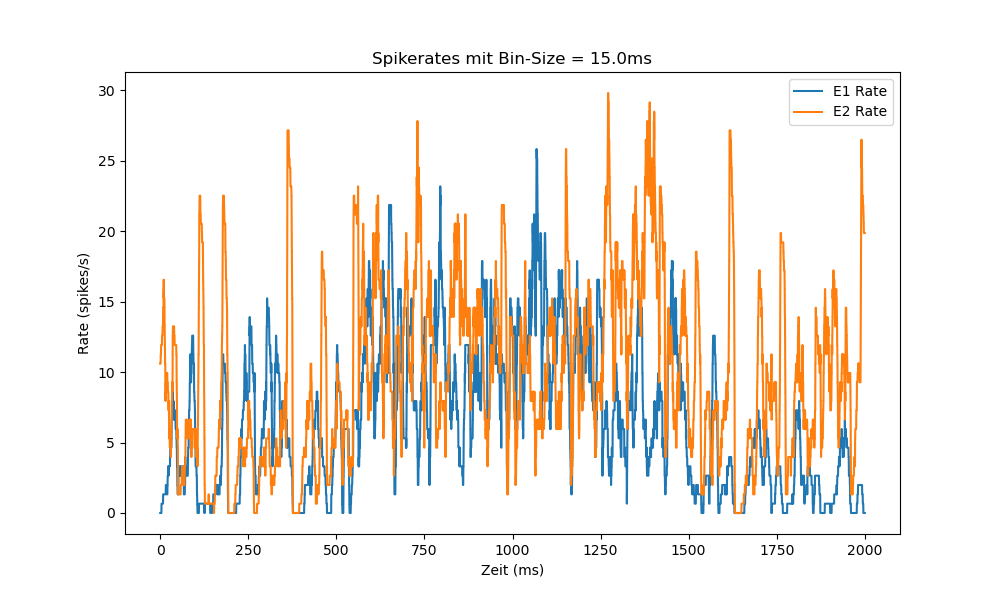 Spikerates mit Bin-Size = 15.0ms
E1 Rate
E2 Rate
Rate (spikes/s)
30
25
20
15
10
5
0
0 250 500 750 1000 1250 1500 1750 2000
Zeit (ms)